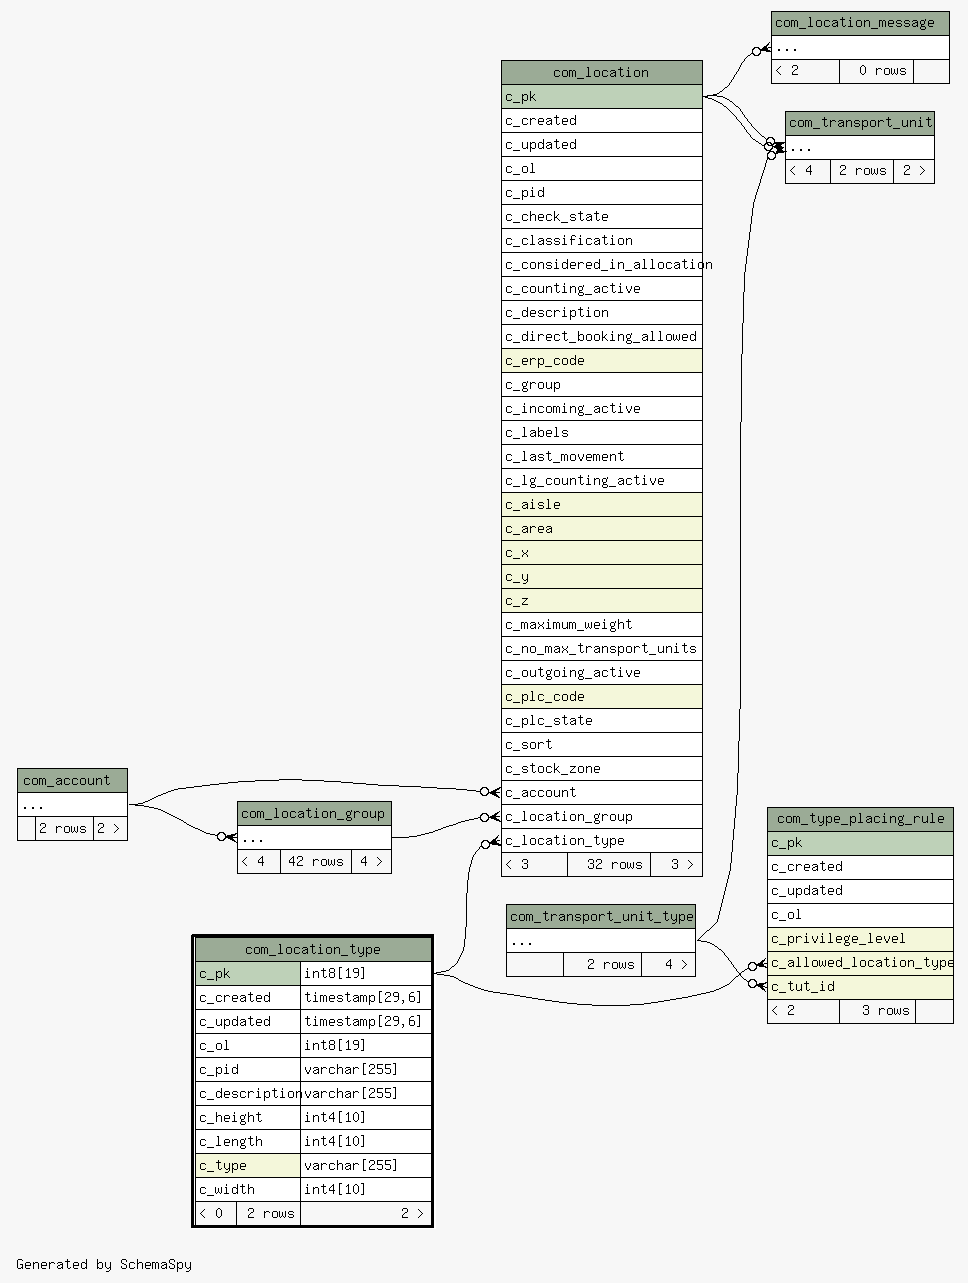 com_location_message
...
< 2 0 rows
com_transport_unit
...
< 4 2 rows 2 >
com_location
c_pk
c_created
c_updated
c_ol
c_pid
c_check_state
c_classification
c_considered_in_allocation
c_counting_active
c_description
c_direct_booking_allowed
c_erp_code
c_group
c_incoming_active
c_labels
c_last_movement
c_lg_counting_active
c_aisle
c_area
c_x
c_y
c_z
c_maximum_weight
c_no_max_transport_units
c_outgoing_active
c_plc_code
c_plc_state
c_sort
c_stock_zone
c_account
c_location_group
c_location_type
< 3 32 rows 3 >
com_account
...
2 rows 2 >
com_location_group
...
< 4 42 rows 4 >
com_type_placing_rule
c_pk
c_created
c_updated
c_ol
c_privilege_level
c_allowed_location_type
c_tut_id
< 2 3 rows
com_transport_unit_type
...
2 rows 4 >
com_location_type
c_pk int8[19]
c_created timestamp[29,6]
c_updated timestamp[29,6]
c_ol int8[19]
c_pid varchar[255]
c_description varchar[255]
c_height int4[10]
c_length int4[10]
c_type varchar[255]
c_width int4[10]
< 0 2 rows 2 >
Generated by SchemaSpy